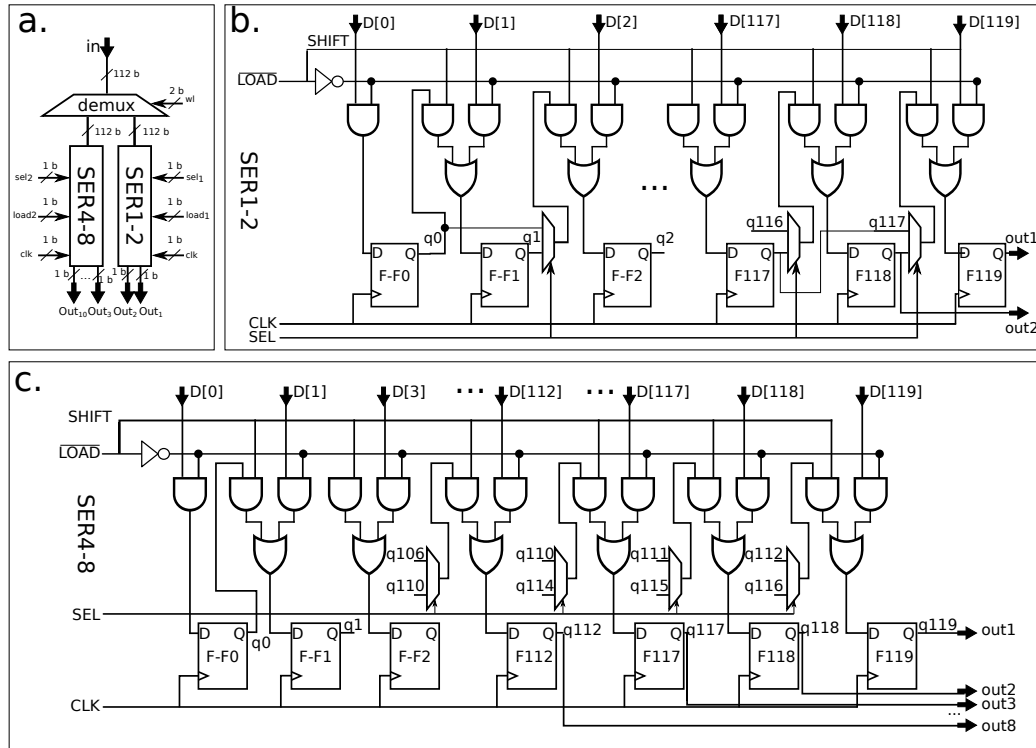 a.
in
112 b
demux
2 b
wl
112 b
112 b
SER4-8
SER1-2
1 b
sel2
1 b
sel1
1 b
load2
1 b
load1
1 b
clk
1 b
clk
1 b
...
1 b
1 b
1 b
Out10
Out3
Out2
Out1
b.
D[0]
D[1]
D[2]
D[117]
D[118]
D[119]
SHIFT
LOAD
SER1-2
...
q0
q1
q2
q116
q117
D Q
F-F0
D Q
F-F1
D Q
F-F2
D Q
F117
D Q
F118
D Q
F119
out1
out2
CLK
SEL
c.
D[0]
D[1]
D[3]
...
D[112]
...
D[117]
D[118]
D[119]
SHIFT
LOAD
SER4-8
q106
q110
q110
q114
q111
q115
q112
q116
SEL
D Q
F-F0
q0
D Q
F-F1
q1
D Q
F-F2
D Q
F112
q112
D Q
F117
q117
D Q
F118
q118
D Q
F119
q119
out1
out2
out3
...
out8
CLK